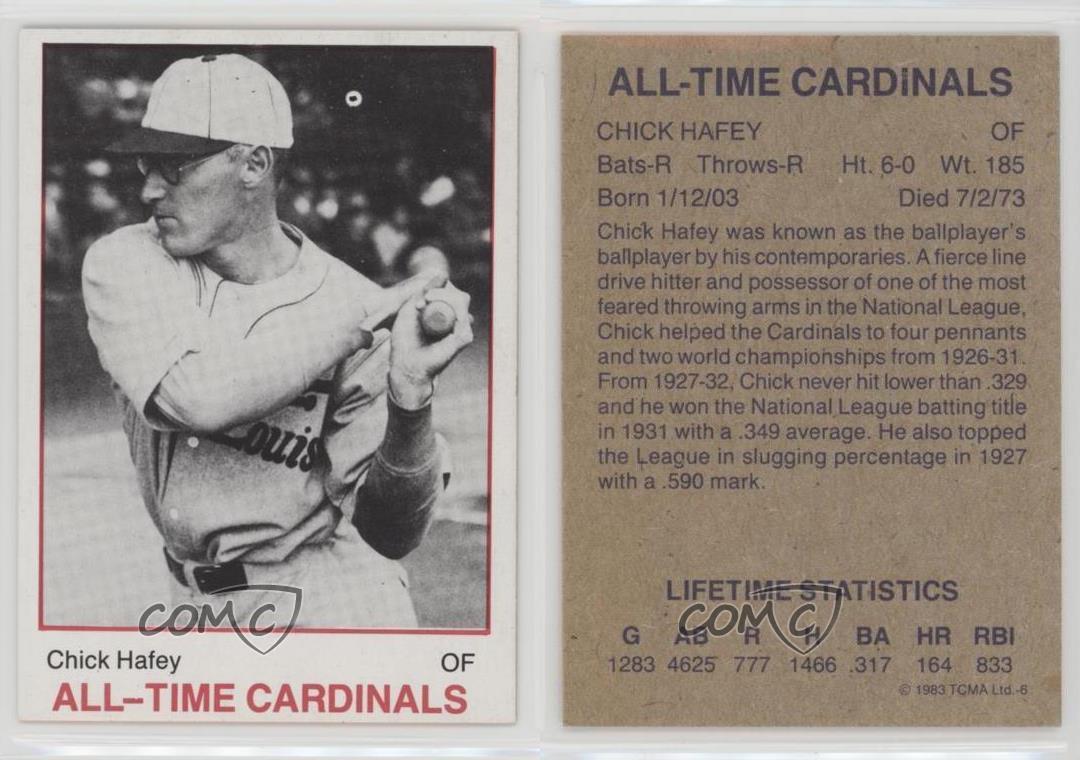 Louis
COMC
Chick Hafey OF
ALL-TIME CARDINALS
ALL-TIME CARDINALS
CHICK HAFEY OF
Bats-R Throws-R Ht. 6-0 Wt. 185
Born 1/12/03 Died 7/2/73
Chick Hafey was known as the ballplayer's
ballplayer by his contemporaries. A fierce line
drive hitter and possessor of one of the most
feared throwing arms in the National League,
Chick helped the Cardinals to four pennants
and two world championships from 1926-31.
From 1927-32, Chick never hit lower than .329
and he won the National League batting title
in 1931 with a .349 average. He also topped
the League in slugging percentage in 1927
with a .590 mark.
LIFETIME STATISTICS
COMC
G AB R H BA HR RBI
1283 4625 777 1466 .317 164 833
© 1983 TCMA Ltd.-6